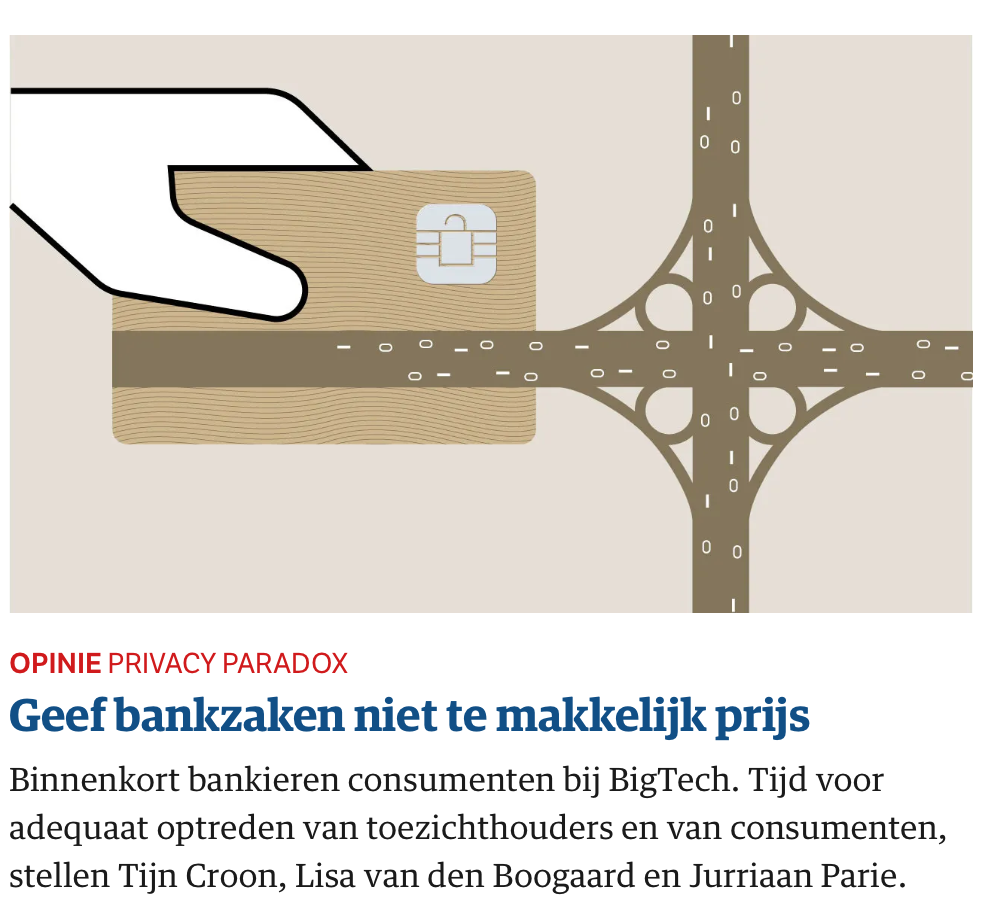 OPINIE PRIVACY PARADOX
Geef bankzaken niet te makkelijk prijs
Binnenkort bankieren consumenten bij BigTech. Tijd voor
adequaat optreden van toezichthouders en van consumenten,
stellen Tijn Croon, Lisa van den Boogaard en Jurriaan Parie.